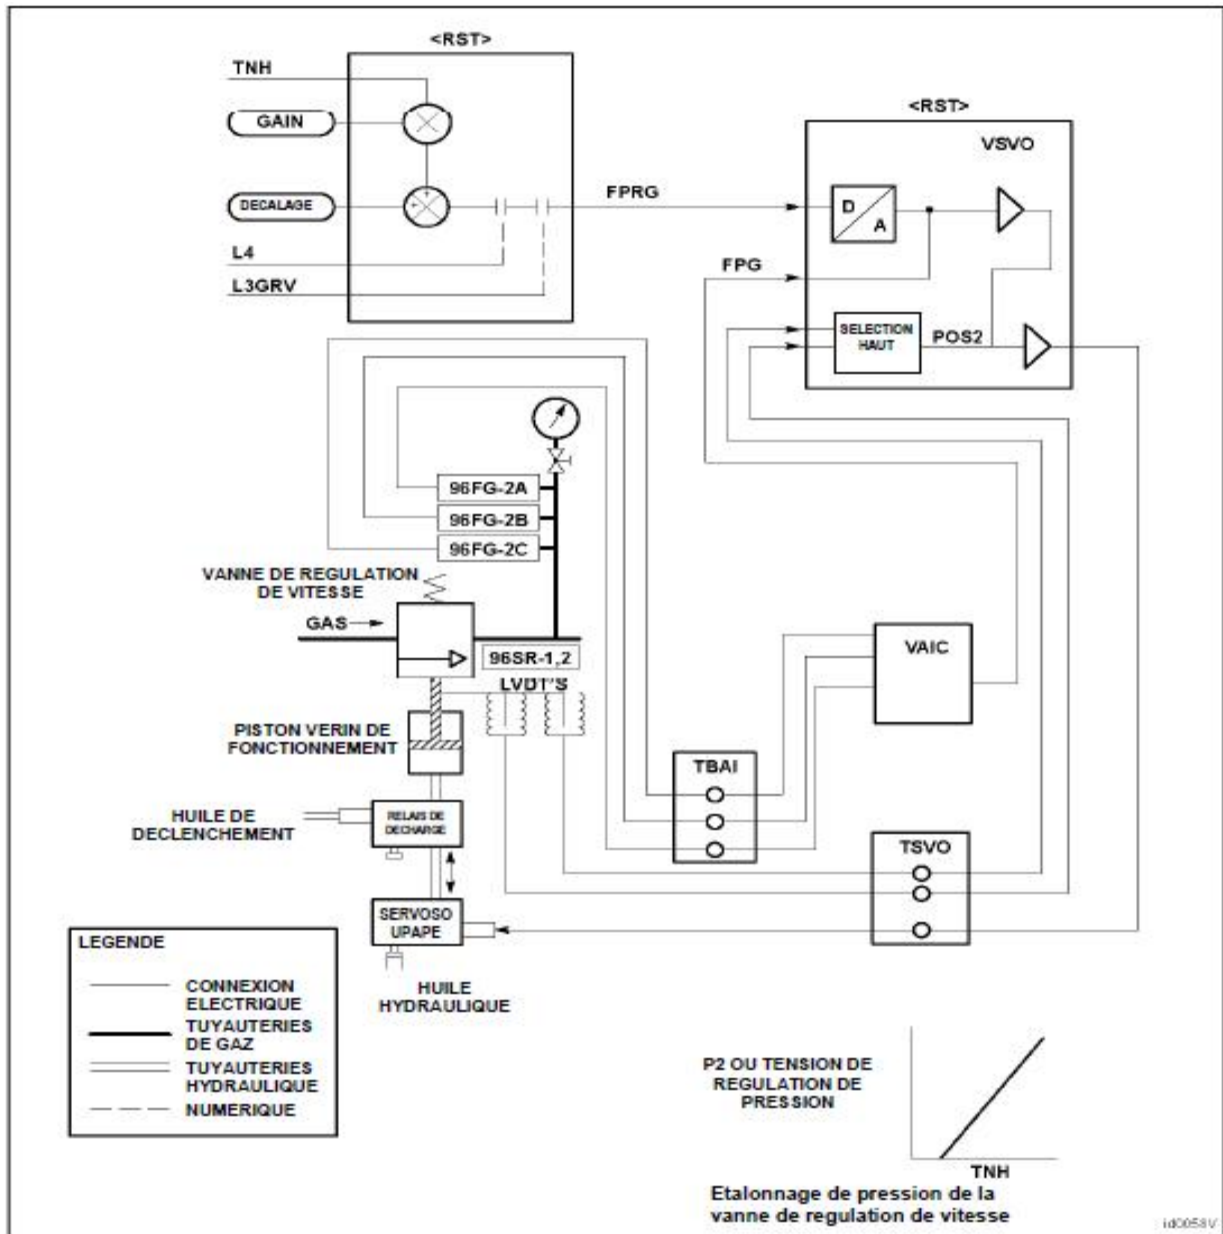 <RST>
TNH
GAIN
DECALAGE
L4
L3GRV
FPRG
<RST>
VSVO
D
A
FPG
SELECTION
HAUT
POS2
96FG-2A
96FG-2B
96FG-2C
VANNE DE REGULATION
DE VITESSE
GAS
96SR-1,2
LVDT'S
PISTON VERIN DE
FONCTIONNEMENT
HUILE DE
DECLENCHEMENT
RELAIS DE
DECHARGE
SERVOSO
UPAPE
HUILE
HYDRAULIQUE
VAIC
TBAI
TSVO
LEGENDE
CONNEXION
ELECTRIQUE
TUYAUTERIES
DE GAZ
TUYAUTERIES
HYDRAULIQUE
NUMERIQUE
P2 OU TENSION DE
REGULATION DE
PRESSION
TNH
Etalonnage de pression de la
vanne de regulation de vitesse
id0058V